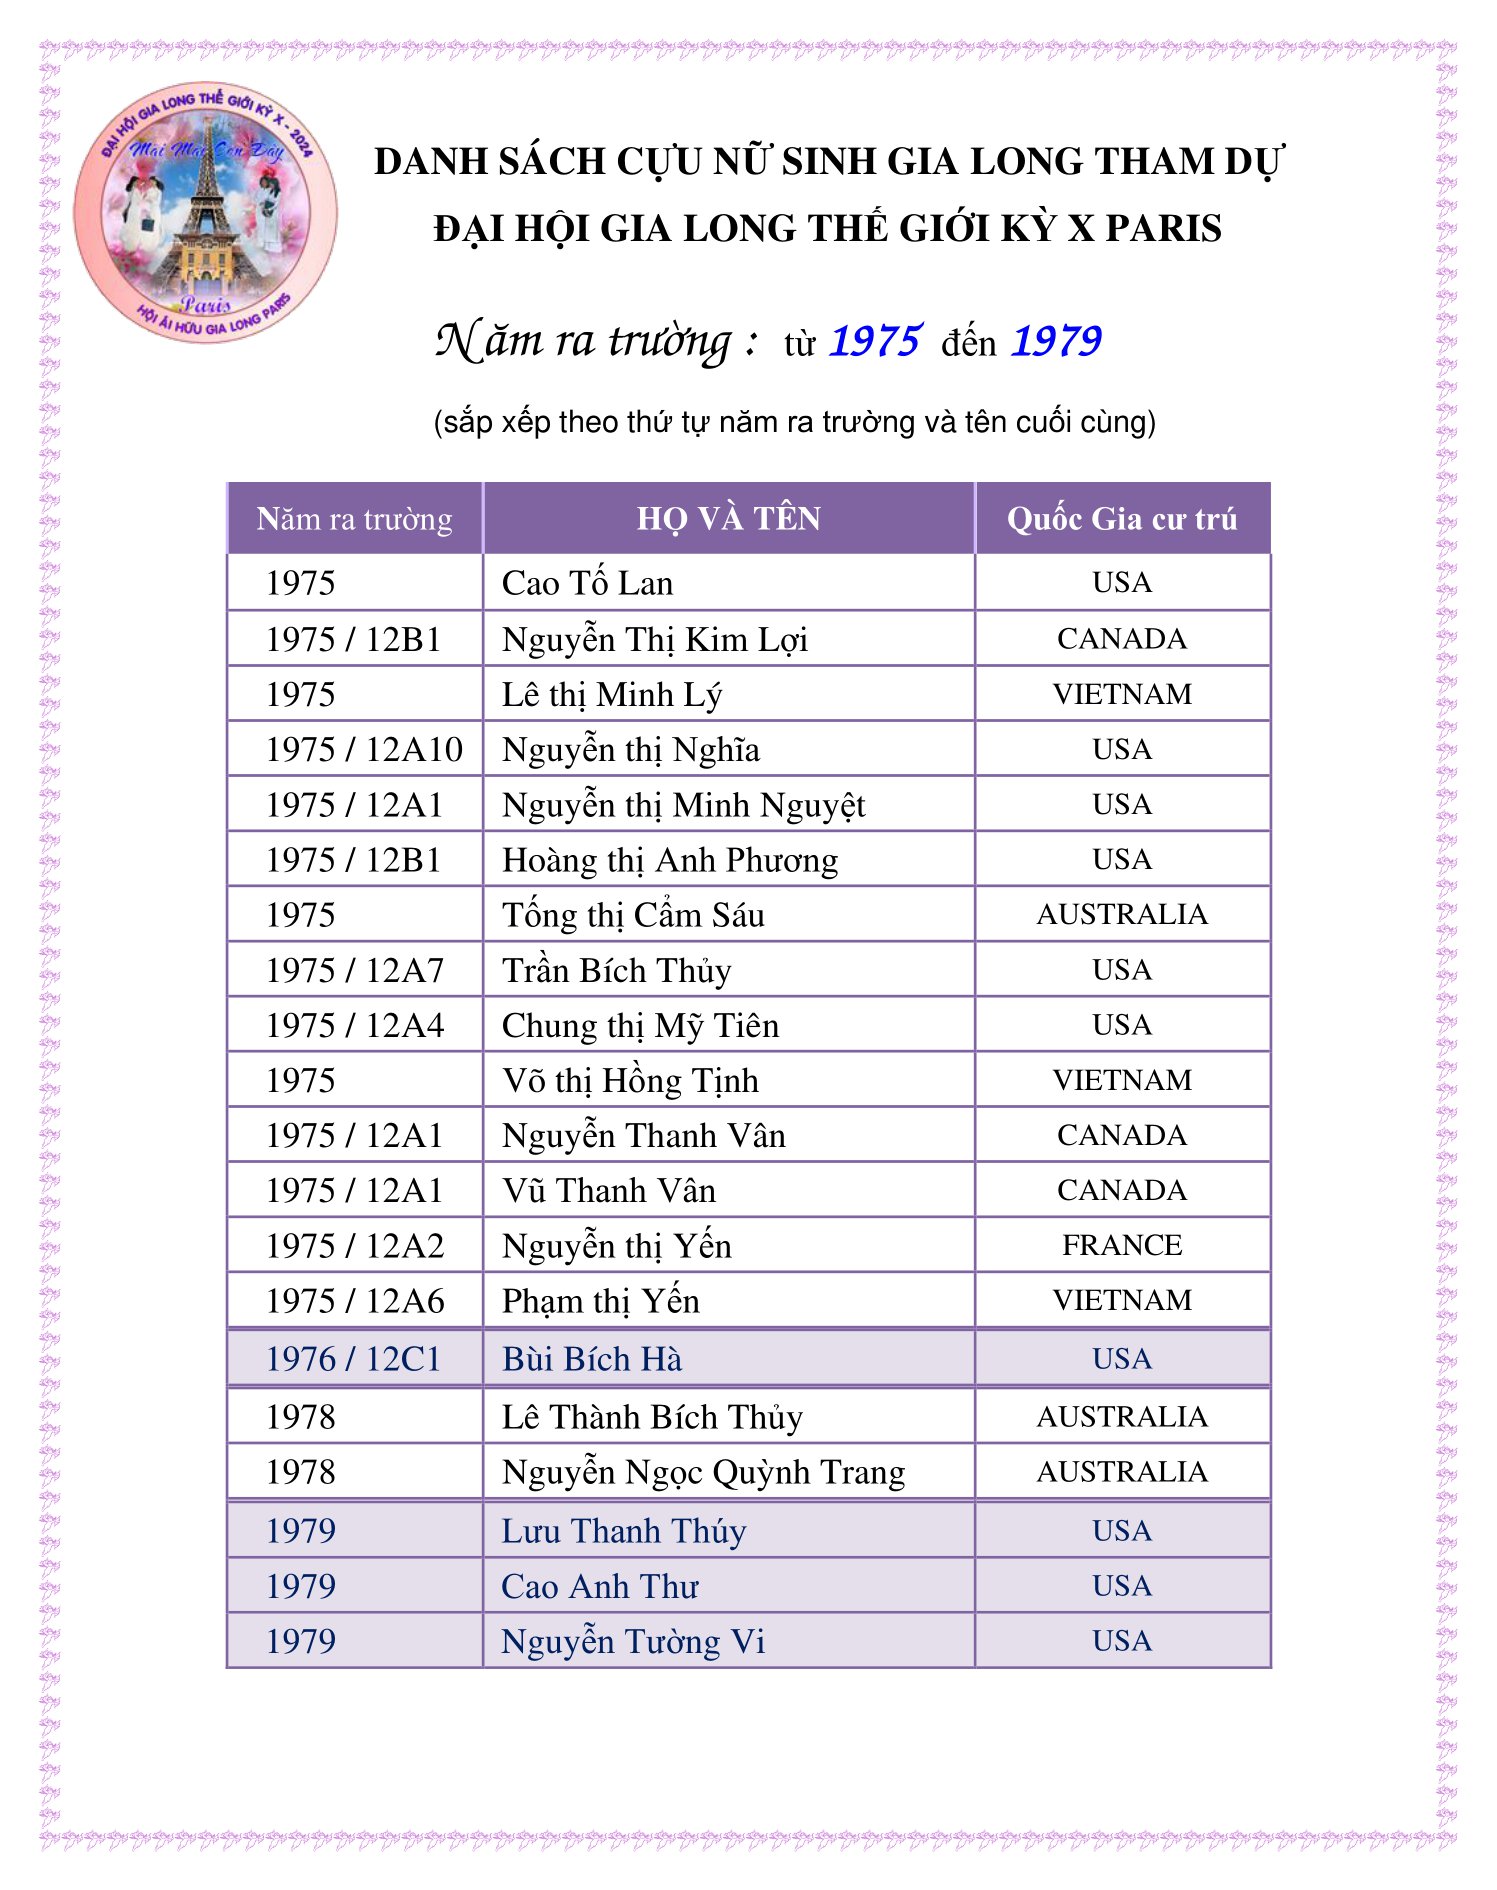 ĐẠI HỘI GIA LONG THẾ GIỚI KỲ X - 2024
Mãi Mãi Còn Đây
Paris
HỘI ÁI HỮU GIA LONG PARIS
DANH SÁCH CỰU NỮ SINH GIA LONG THAM DỰ
ĐẠI HỘI GIA LONG THẾ GIỚI KỲ X PARIS
Năm ra trường : từ 1975 đến 1979
(sắp xếp theo thứ tự năm ra trường và tên cuối cùng)
Năm ra trường HỌ VÀ TÊN Quốc Gia cư trú
1975 Cao Tố Lan USA
1975 / 12B1 Nguyễn Thị Kim Lợi CANADA
1975 Lê thị Minh Lý VIETNAM
1975 / 12A10 Nguyễn thị Nghĩa USA
1975 / 12A1 Nguyễn thị Minh Nguyệt USA
1975 / 12B1 Hoàng thị Anh Phương USA
1975 Tống thị Cẩm Sáu AUSTRALIA
1975 / 12A7 Trần Bích Thủy USA
1975 / 12A4 Chung thị Mỹ Tiên USA
1975 Võ thị Hồng Tịnh VIETNAM
1975 / 12A1 Nguyễn Thanh Vân CANADA
1975 / 12A1 Vũ Thanh Vân CANADA
1975 / 12A2 Nguyễn thị Yến FRANCE
1975 / 12A6 Phạm thị Yến VIETNAM
1976 / 12C1 Bùi Bích Hà USA
1978 Lê Thành Bích Thủy AUSTRALIA
1978 Nguyễn Ngọc Quỳnh Trang AUSTRALIA
1979 Lưu Thanh Thúy USA
1979 Cao Anh Thư USA
1979 Nguyễn Tường Vi USA